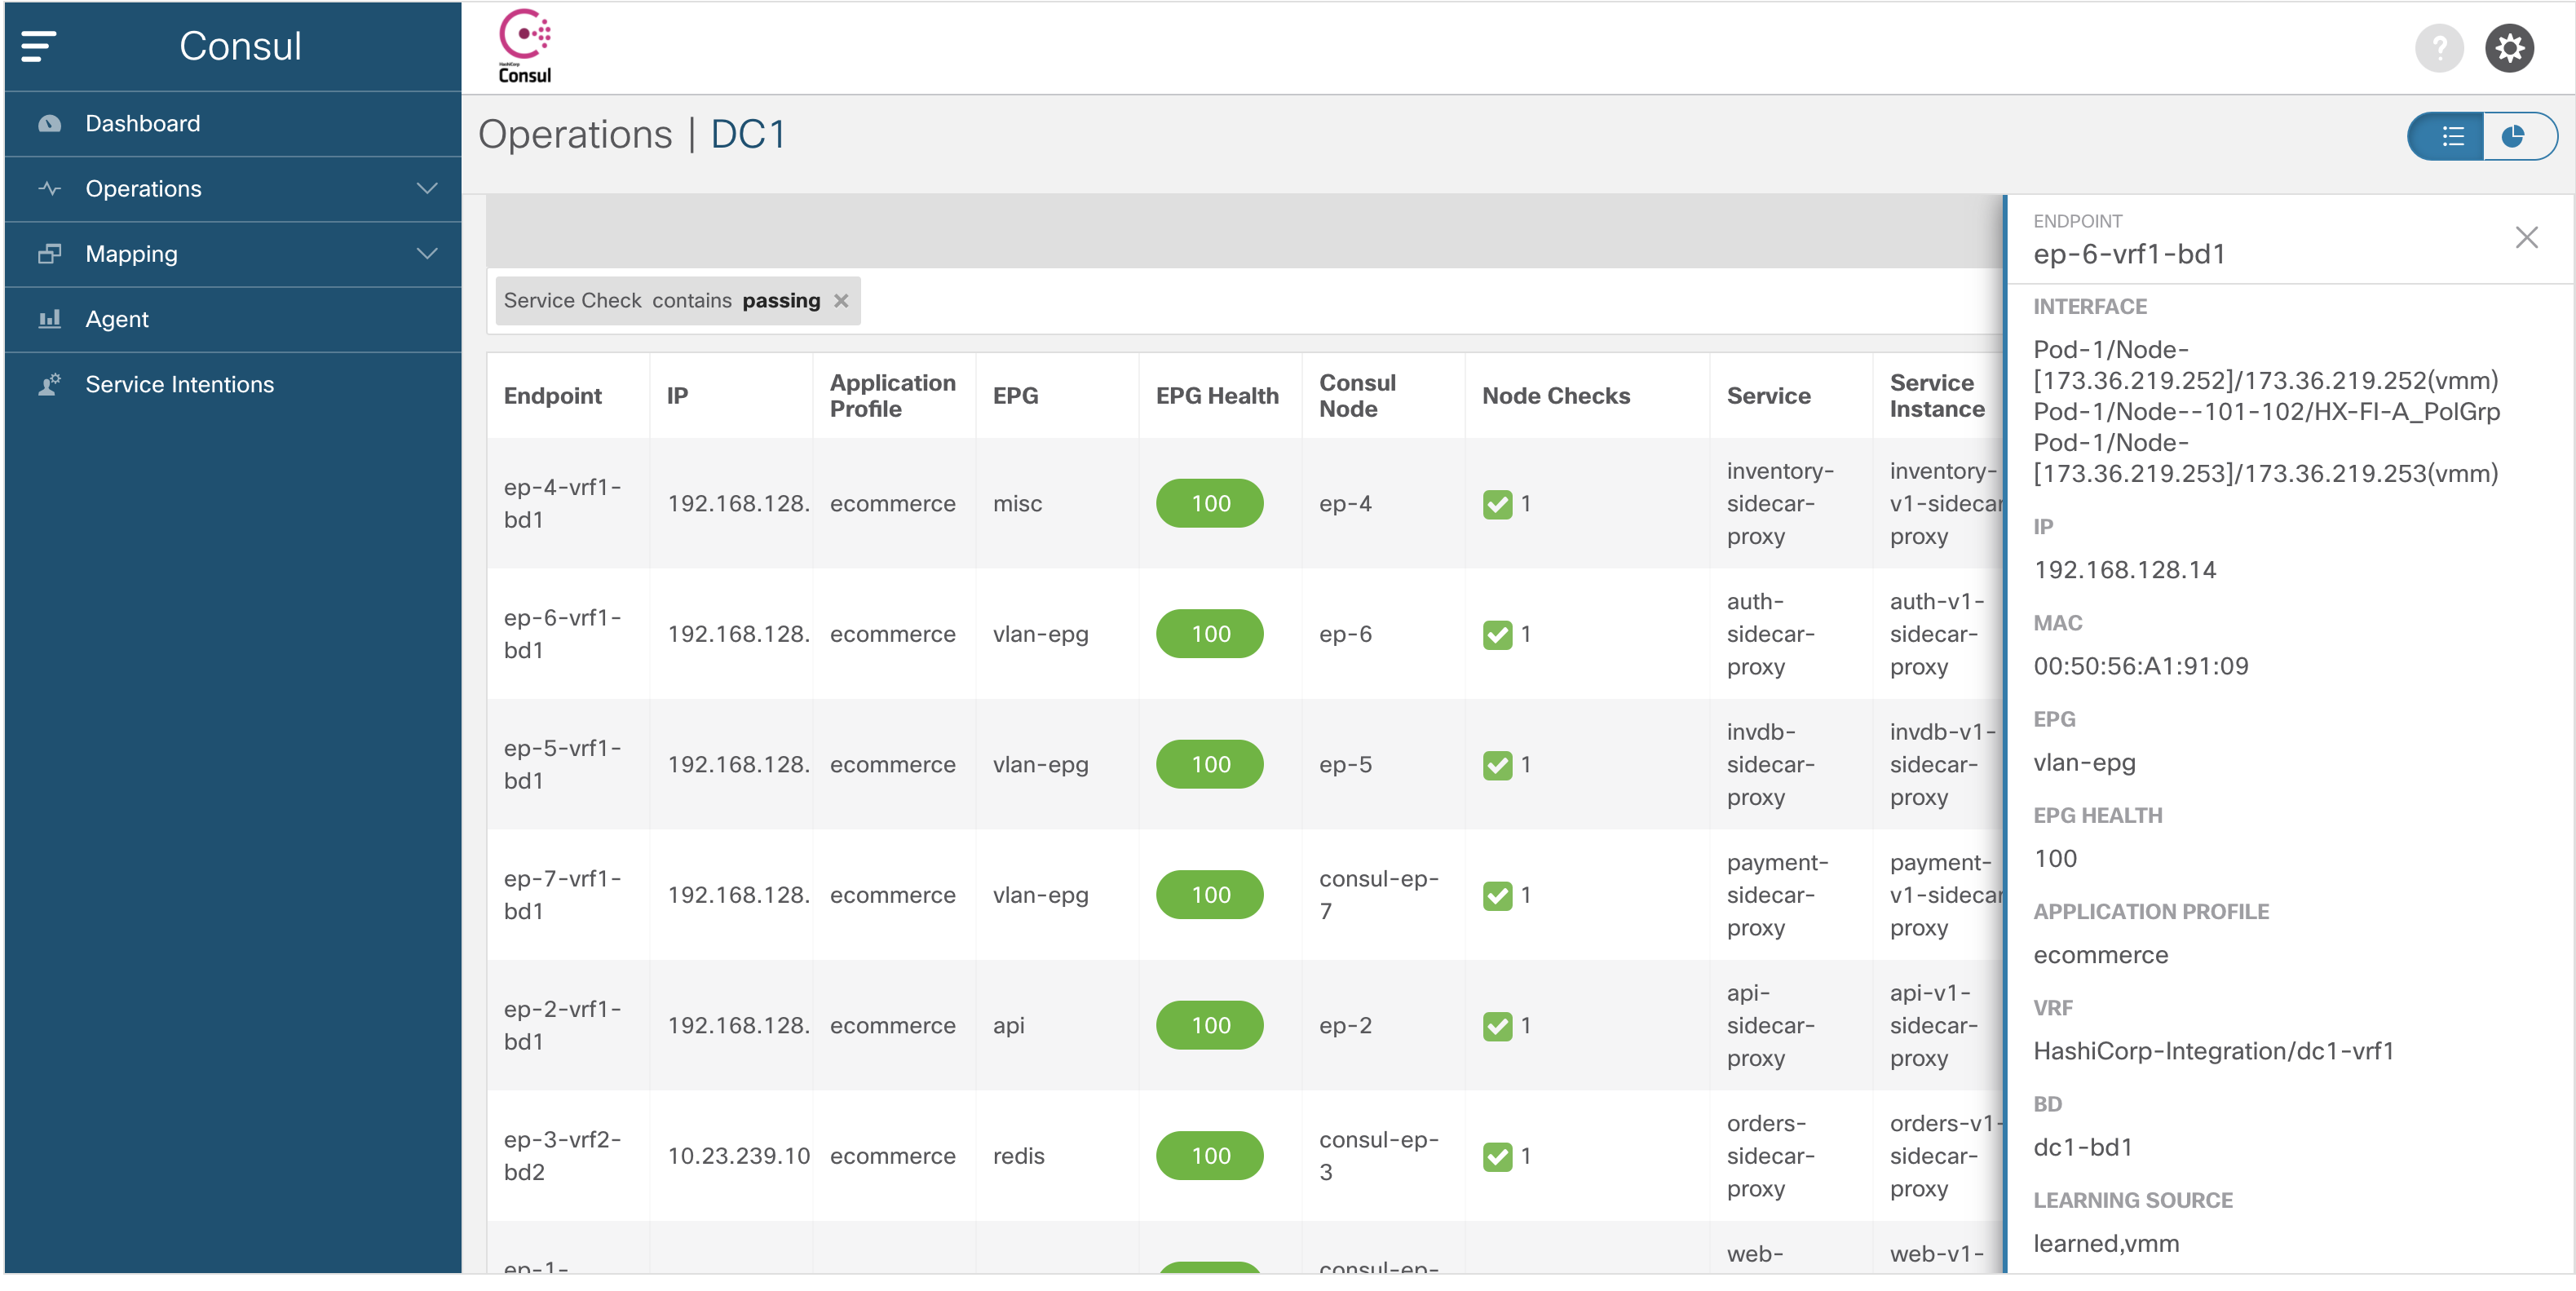 Consul
Dashboard
Operations
Mapping
Agent
Service Intentions
HashiCorp
Consul
?
Operations | DC1
Service Check contains passing
Endpoint
IP
Application
Profile
EPG
EPG Health
Consul
Node
Node Checks
Service
Service
Instance
ep-4-vrf1-
bd1
192.168.128.
ecommerce
misc
100
ep-4
1
inventory-
sidecar-
proxy
inventory-
v1-sidecar
proxy
ep-6-vrf1-
bd1
192.168.128.
ecommerce
vlan-epg
100
ep-6
1
auth-
sidecar-
proxy
auth-v1-
sidecar-
proxy
ep-5-vrf1-
bd1
192.168.128.
ecommerce
vlan-epg
100
ep-5
1
invdb-
sidecar-
proxy
invdb-v1-
sidecar-
proxy
ep-7-vrf1-
bd1
192.168.128.
ecommerce
vlan-epg
100
consul-ep-
7
1
payment-
sidecar-
proxy
payment-
v1-sidecar
proxy
ep-2-vrf1-
bd1
192.168.128.
ecommerce
api
100
ep-2
1
api-
sidecar-
proxy
api-v1-
sidecar-
proxy
ep-3-vrf2-
bd2
10.23.239.10
ecommerce
redis
100
consul-ep-
3
1
orders-
sidecar-
proxy
orders-v1-
sidecar-
proxy
ep-1-
consul-ep-
web-
web-v1-
ENDPOINT
ep-6-vrf1-bd1
INTERFACE
Pod-1/Node-
[173.36.219.252]/173.36.219.252(vmm)
Pod-1/Node--101-102/HX-FI-A_PolGrp
Pod-1/Node-
[173.36.219.253]/173.36.219.253(vmm)
IP
192.168.128.14
MAC
00:50:56:A1:91:09
EPG
vlan-epg
EPG HEALTH
100
APPLICATION PROFILE
ecommerce
VRF
HashiCorp-Integration/dc1-vrf1
BD
dc1-bd1
LEARNING SOURCE
learned,vmm